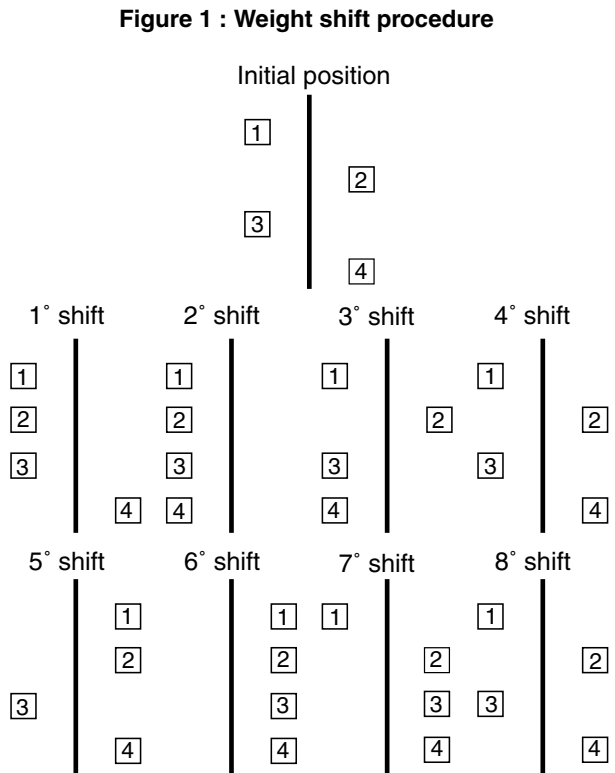 Figure 1 : Weight shift procedure
Initial position
1
2
3
4
1° shift 2° shift 3° shift 4° shift
1 1 1 1
2 2 2 2
3 3 3 3
4 4 4 4
5° shift 6° shift 7° shift 8° shift
1 1 1 1
2 2 2 2
3 3 3 3
4 4 4 4